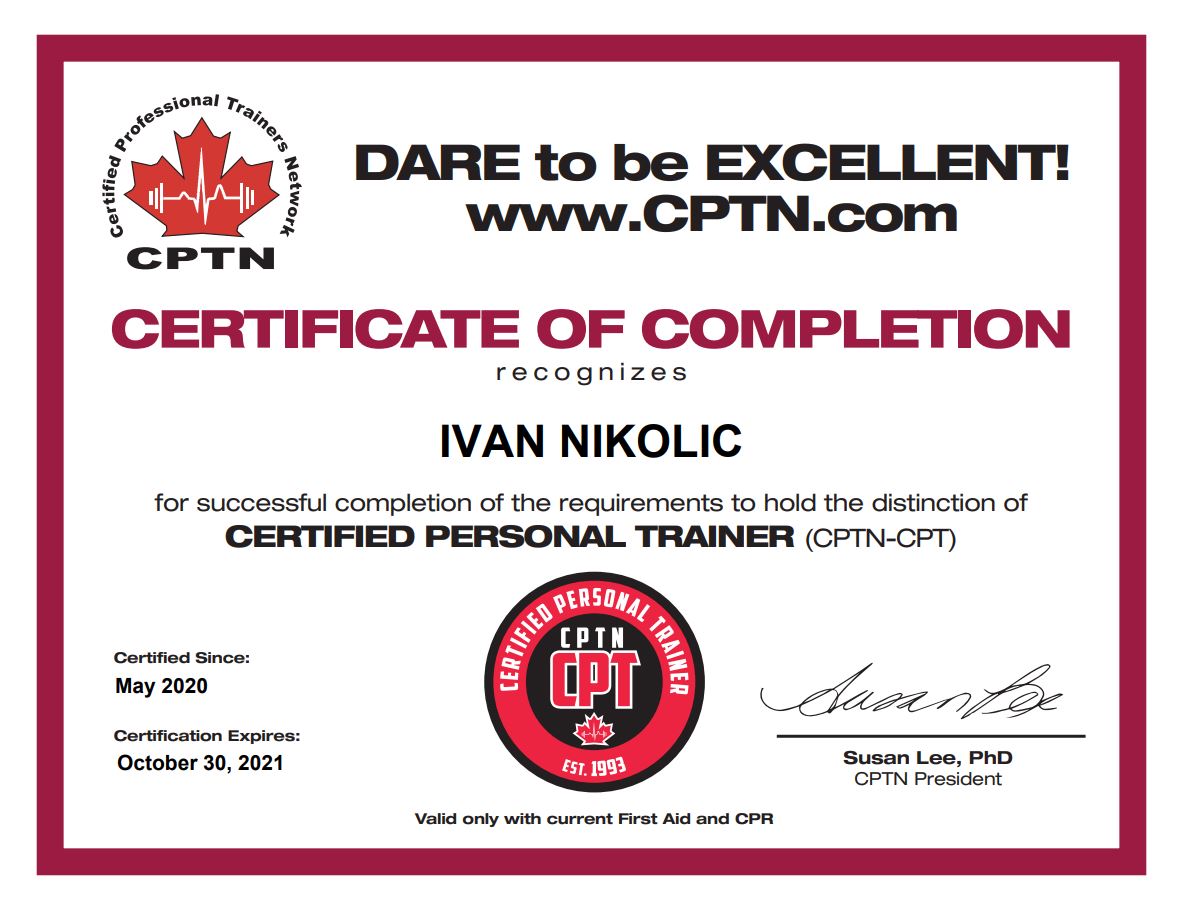 Certified Professional Trainers Network
CPTN
DARE to be EXCELLENT!
www.CPTN.com
CERTIFICATE OF COMPLETION
recognizes
IVAN NIKOLIC
for successful completion of the requirements to hold the distinction of
CERTIFIED PERSONAL TRAINER (CPTN-CPT)
CERTIFIED PERSONAL TRAINER
CPTN
CPT
EST. 1993
Certified Since:
May 2020
Certification Expires:
October 30, 2021
Susan Lee
Susan Lee, PhD
CPTN President
Valid only with current First Aid and CPR